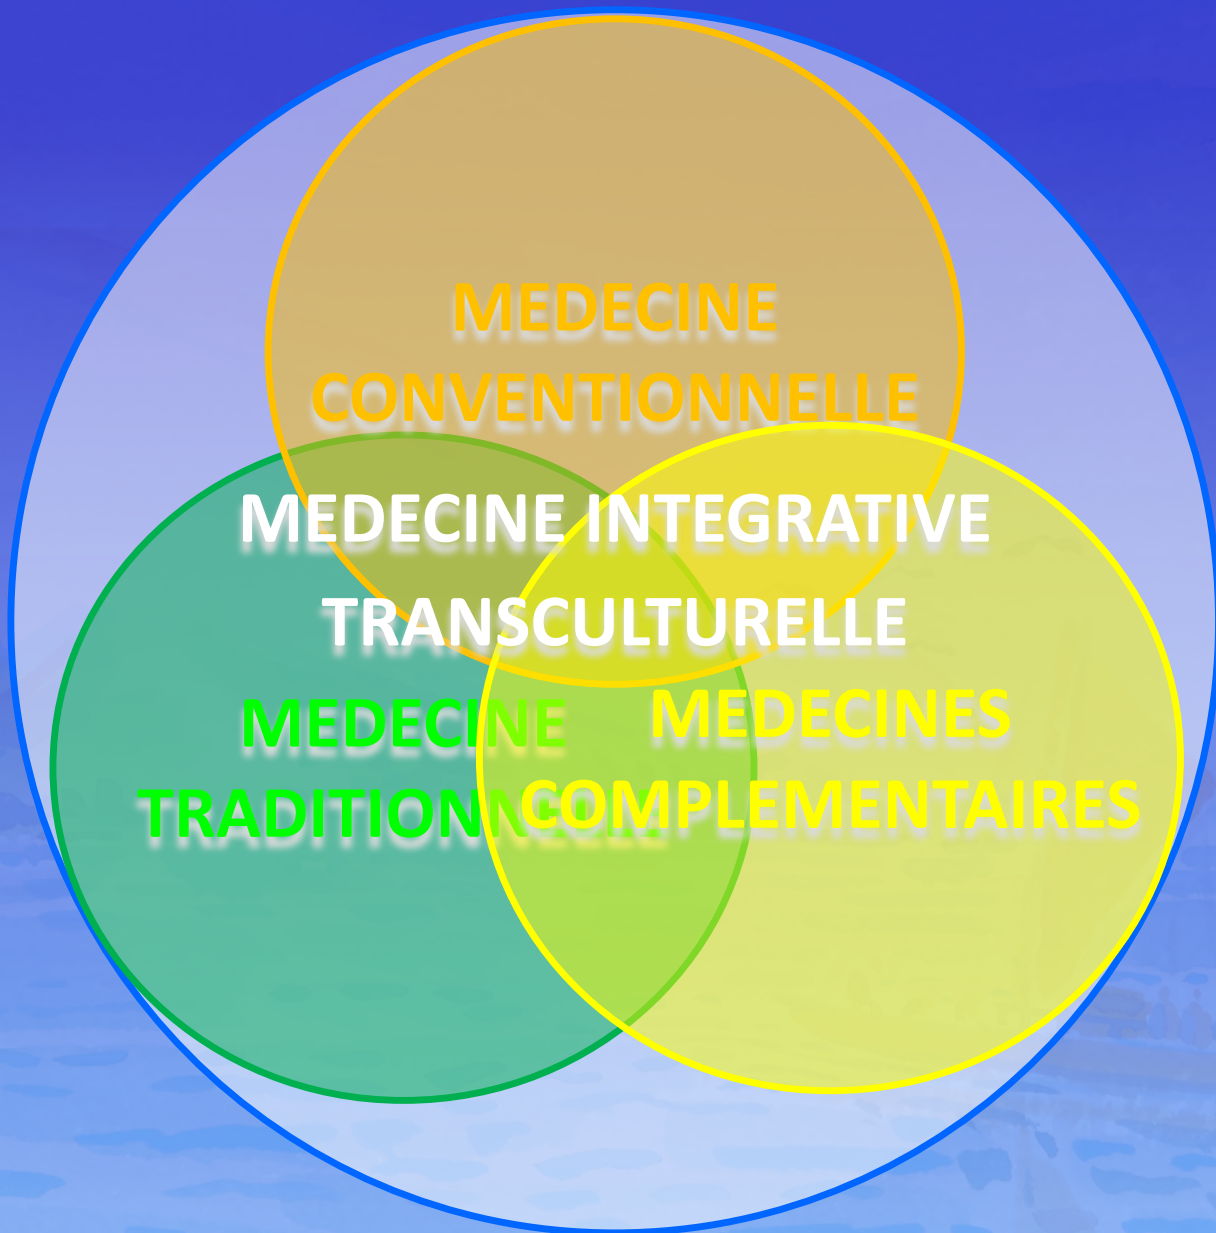 MEDECINE
CONVENTIONNELLE
MEDECINE INTEGRATIVE
TRANSCULTURELLE
MEDECINE
TRADITIONNELLE
MEDECINES
COMPLEMENTAIRES